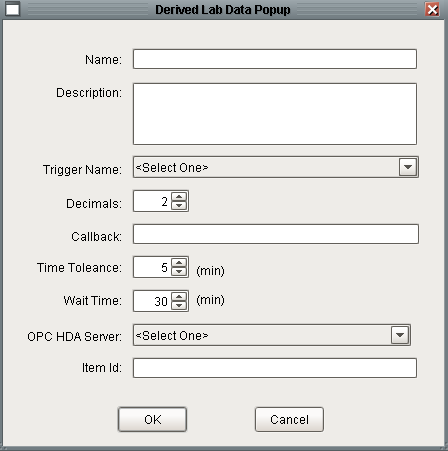 Derived Lab Data Popup
Name:
Description:
Trigger Name: <Select One>
Decimals: 2
Callback:
Time Toleance: 5 (min)
Wait Time: 30 (min)
OPC HDA Server: <Select One>
Item Id:
OK Cancel